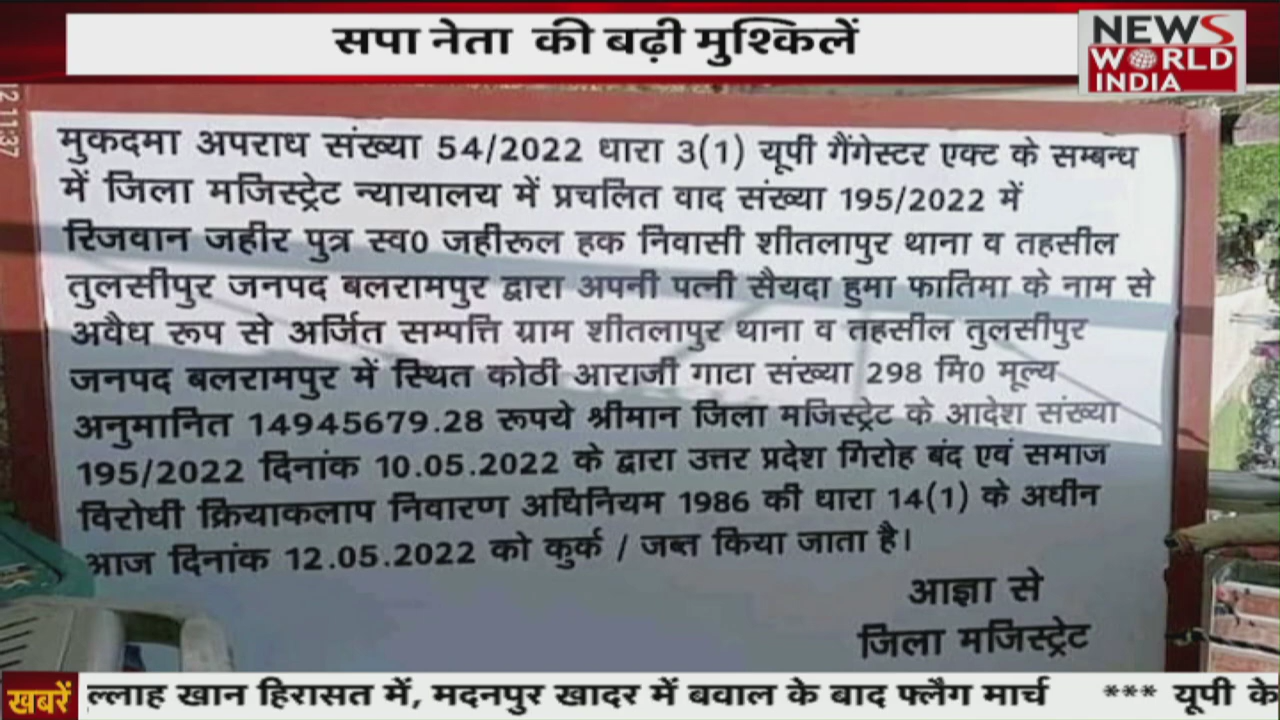 सपा नेता की बढ़ी मुश्किलें
NEWS
WORLD
INDIA
12 11:37
मुकदमा अपराध संख्या 54/2022 धारा 3(1) यूपी गैंगेस्टर एक्ट के सम्बन्ध
में जिला मजिस्ट्रेट न्यायालय में प्रचलित वाद संख्या 195/2022 में
रिजवान जहीर पुत्र स्व0 जहीरूल हक निवासी शीतलापुर थाना व तहसील
तुलसीपुर जनपद बलरामपुर द्वारा अपनी पत्नी सैयदा हुमा फातिमा के नाम से
अवैध रूप से अर्जित सम्पत्ति ग्राम शीतलापुर थाना व तहसील तुलसीपुर
जनपद बलरामपुर में स्थित कोठी आराजी गाटा संख्या 298 मि0 मूल्य
अनुमानित 14945679.28 रूपये श्रीमान जिला मजिस्ट्रेट के आदेश संख्या
195/2022 दिनांक 10.05.2022 के द्वारा उत्तर प्रदेश गिरोह बंद एवं समाज
विरोधी क्रियाकलाप निवारण अधिनियम 1986 की धारा 14(1) के अधीन
आज दिनांक 12.05.2022 को कुर्क / जब्त किया जाता है।
आज्ञा से
जिला मजिस्ट्रेट
खबरें ल्लाह खान हिरासत में, मदनपुर खादर में बवाल के बाद फ्लैग मार्च *** यूपी के